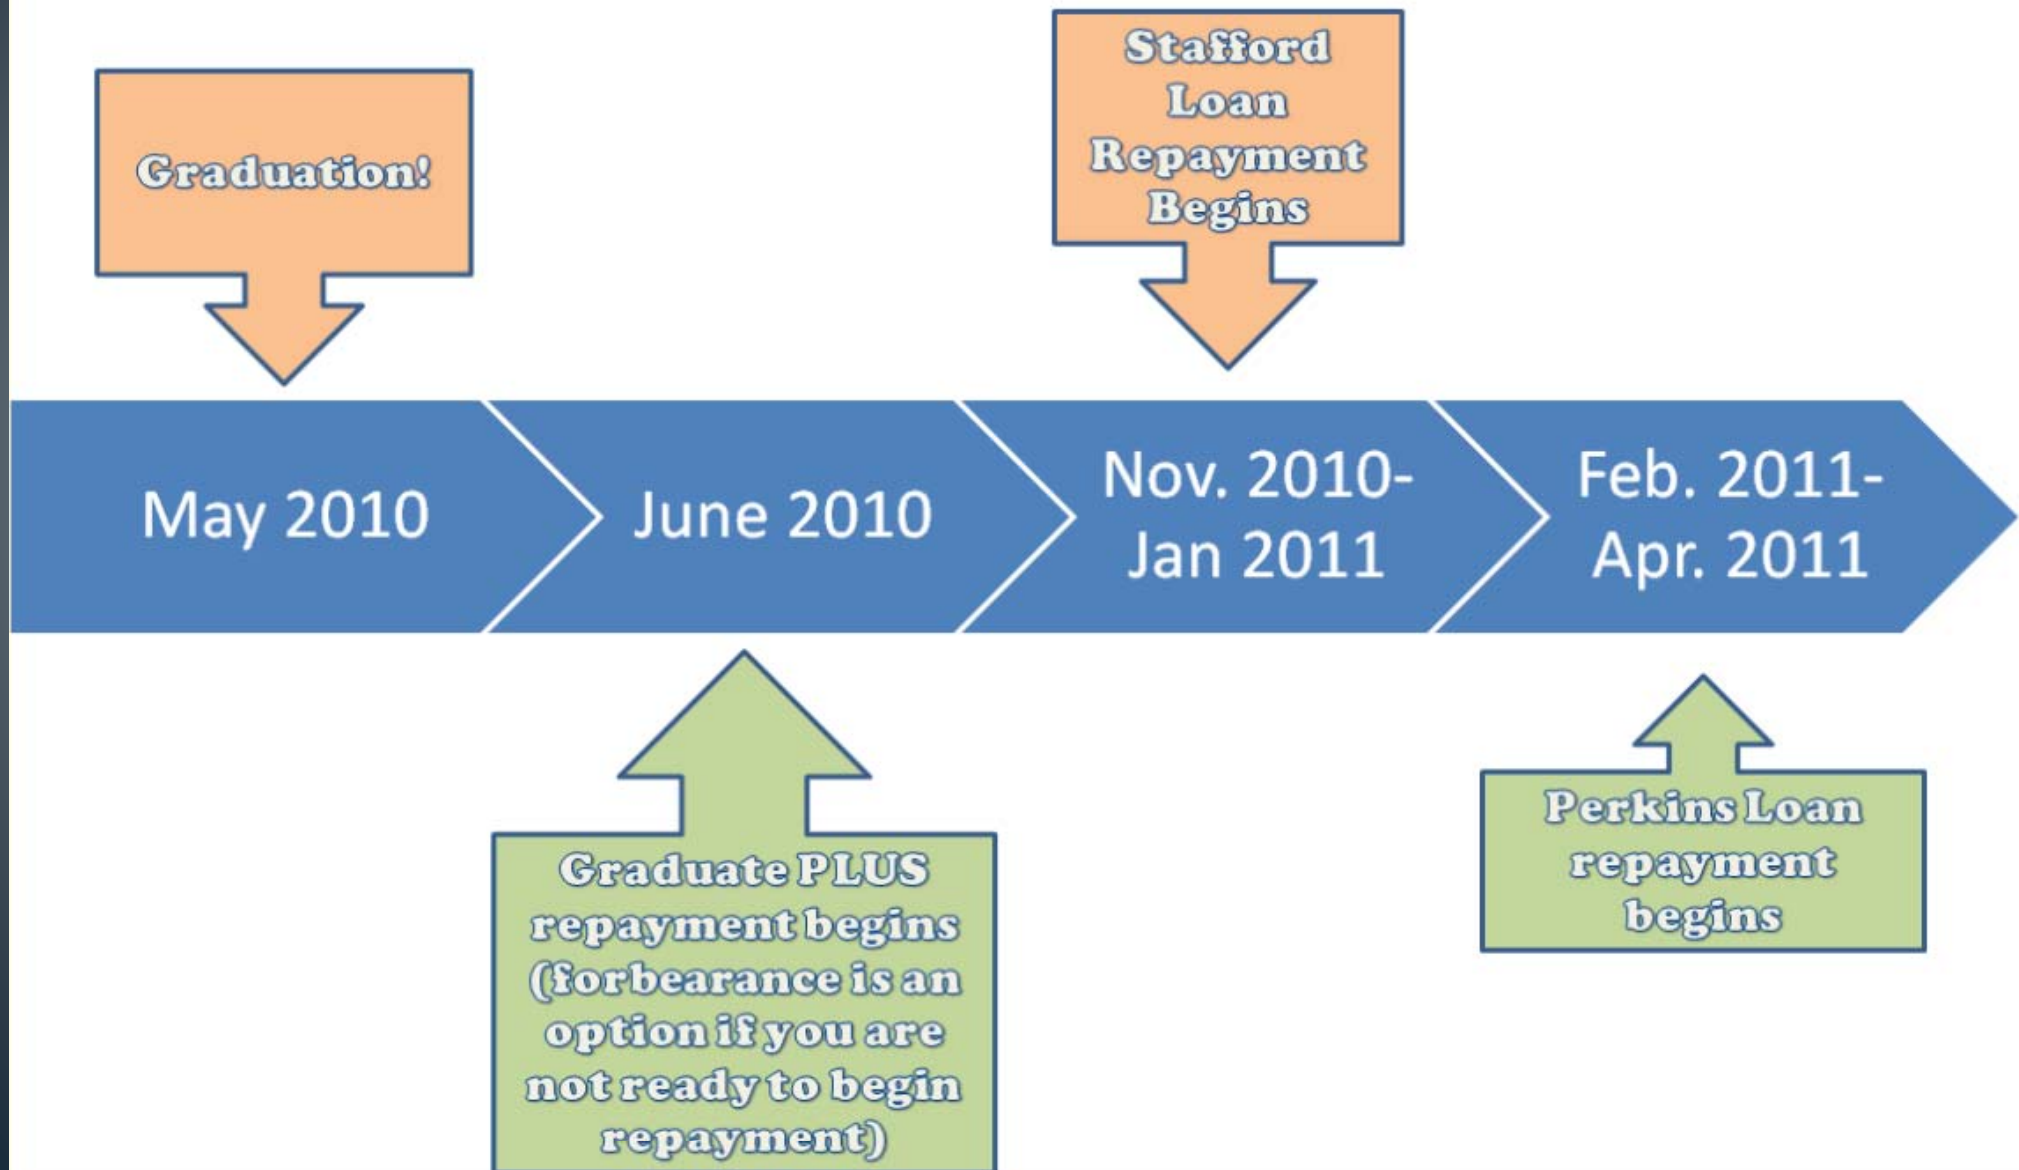 Graduation!
Stafford
Loan
Repayment
Begins
May 2010
June 2010
Nov. 2010-
Jan 2011
Feb. 2011-
Apr. 2011
Graduate PLUS
repayment begins
(forbearance is an
option if you are
not ready to begin
repayment)
Perkins Loan
repayment
begins